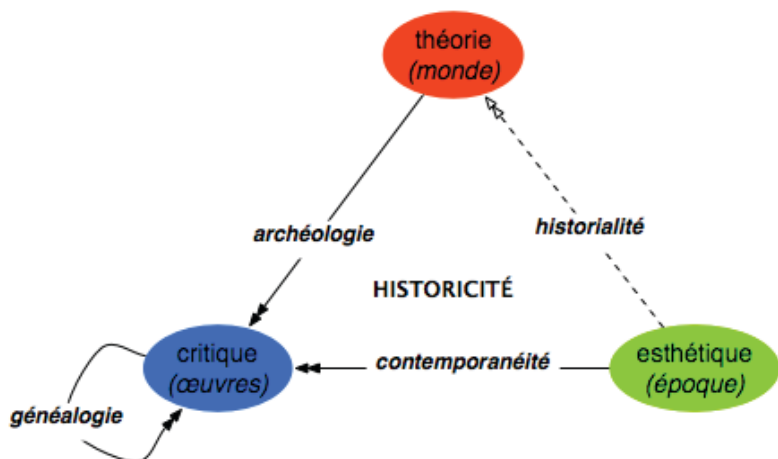 théorie
(monde)
archéologie
historialité
HISTORICITÉ
critique
(œuvres)
contemporanéité
esthétique
(époque)
généalogie